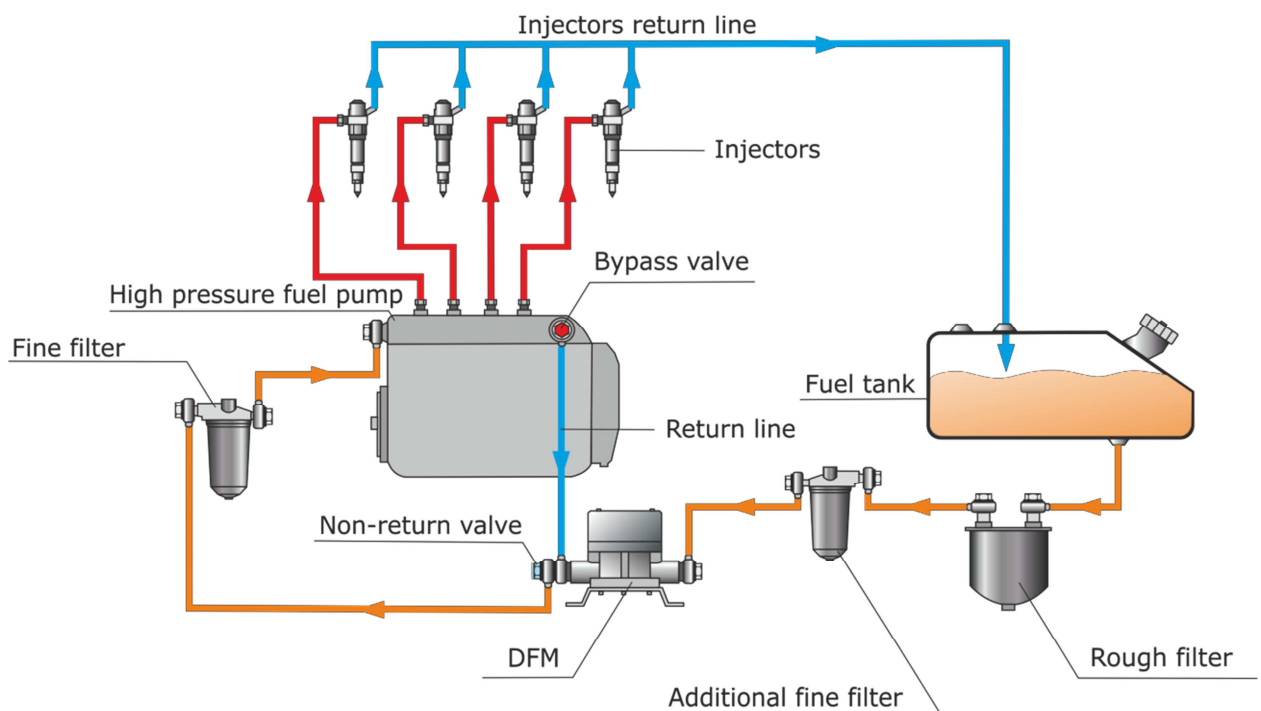 Injectors return line
Injectors
Bypass valve
High pressure fuel pump
Fine filter
Fuel tank
Return line
Non-return valve
DFM
Rough filter
Additional fine filter